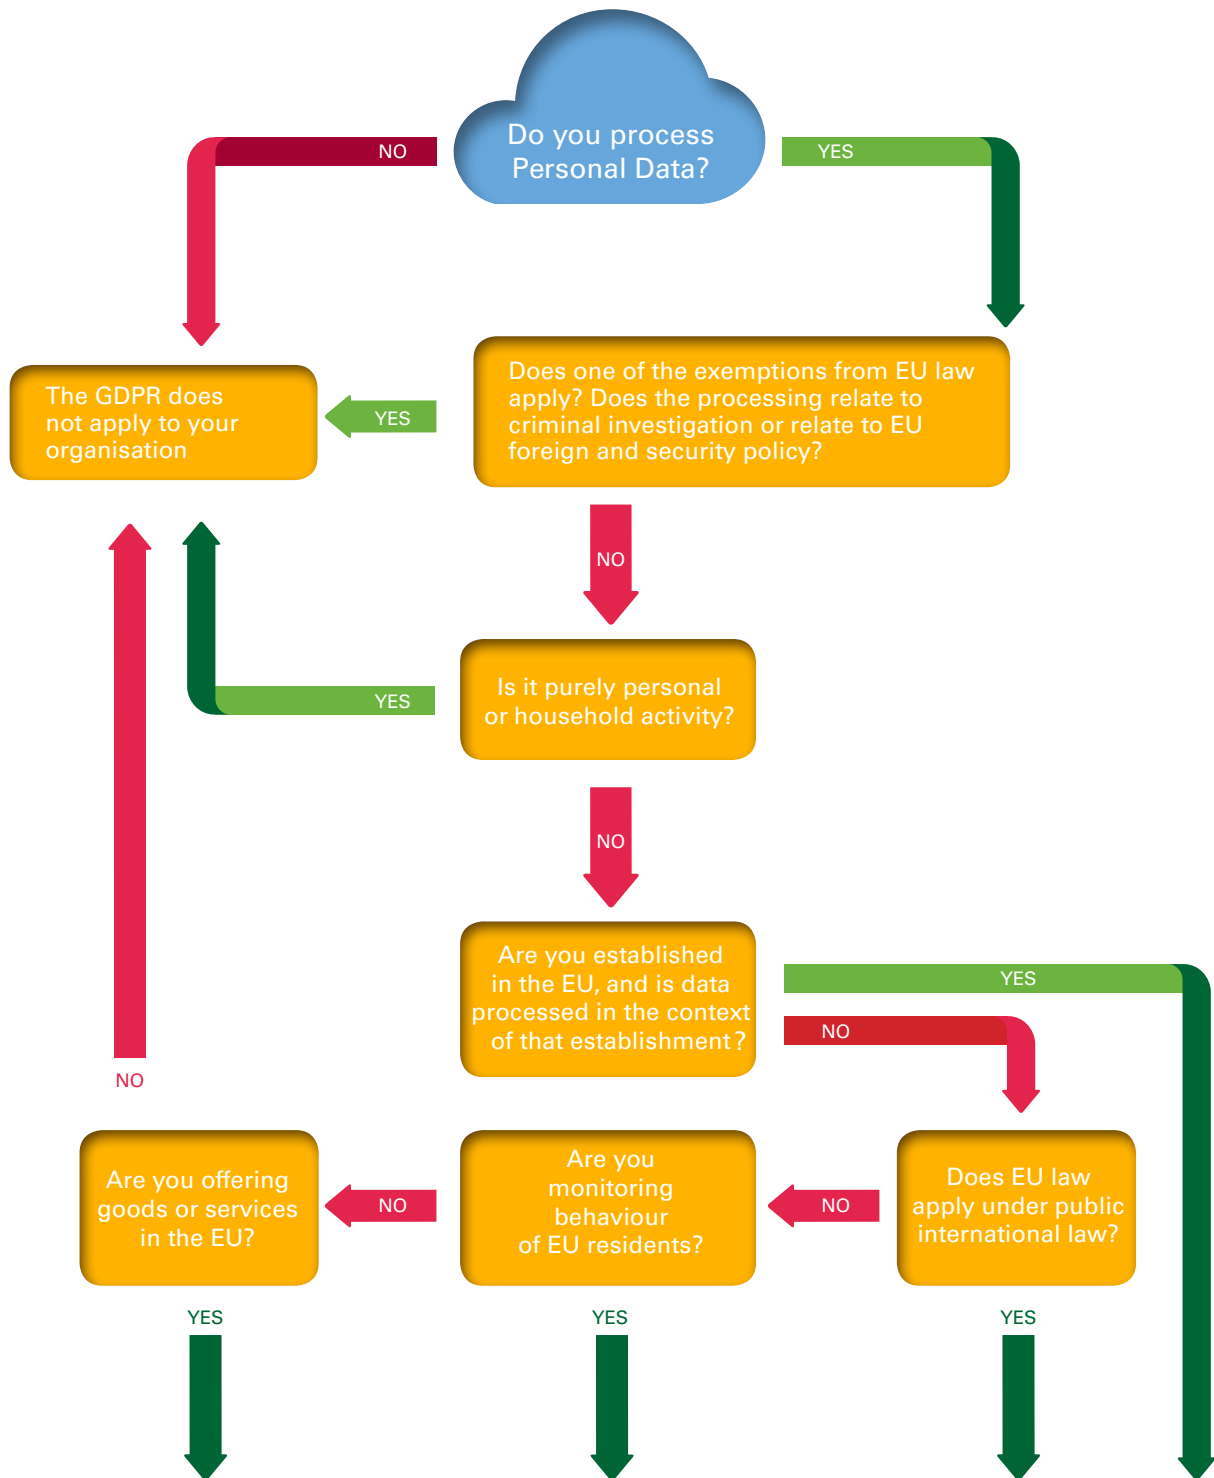 Do you process
Personal Data?
NO
YES
The GDPR does
not apply to your
organisation
YES
Does one of the exemptions from EU law
apply? Does the processing relate to
criminal investigation or relate to EU
foreign and security policy?
NO
Is it purely personal
or household activity?
YES
NO
Are you established
in the EU, and is data
processed in the context
of that establishment?
YES
NO
NO
Are you offering
goods or services
in the EU?
NO
Are you
monitoring
behaviour
of EU residents?
NO
Does EU law
apply under public
international law?
YES
YES
YES